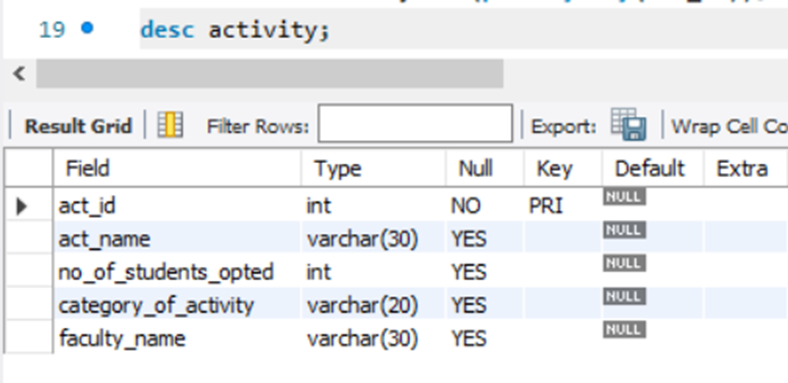 19 desc activity;
Result Grid Filter Rows: Export: Wrap Cell Co
Field Type Null Key Default Extra
act_id int NO PRI NULL
act_name varchar(30) YES NULL
no_of_students_opted int YES NULL
category_of_activity varchar(20) YES NULL
faculty_name varchar(30) YES NULL